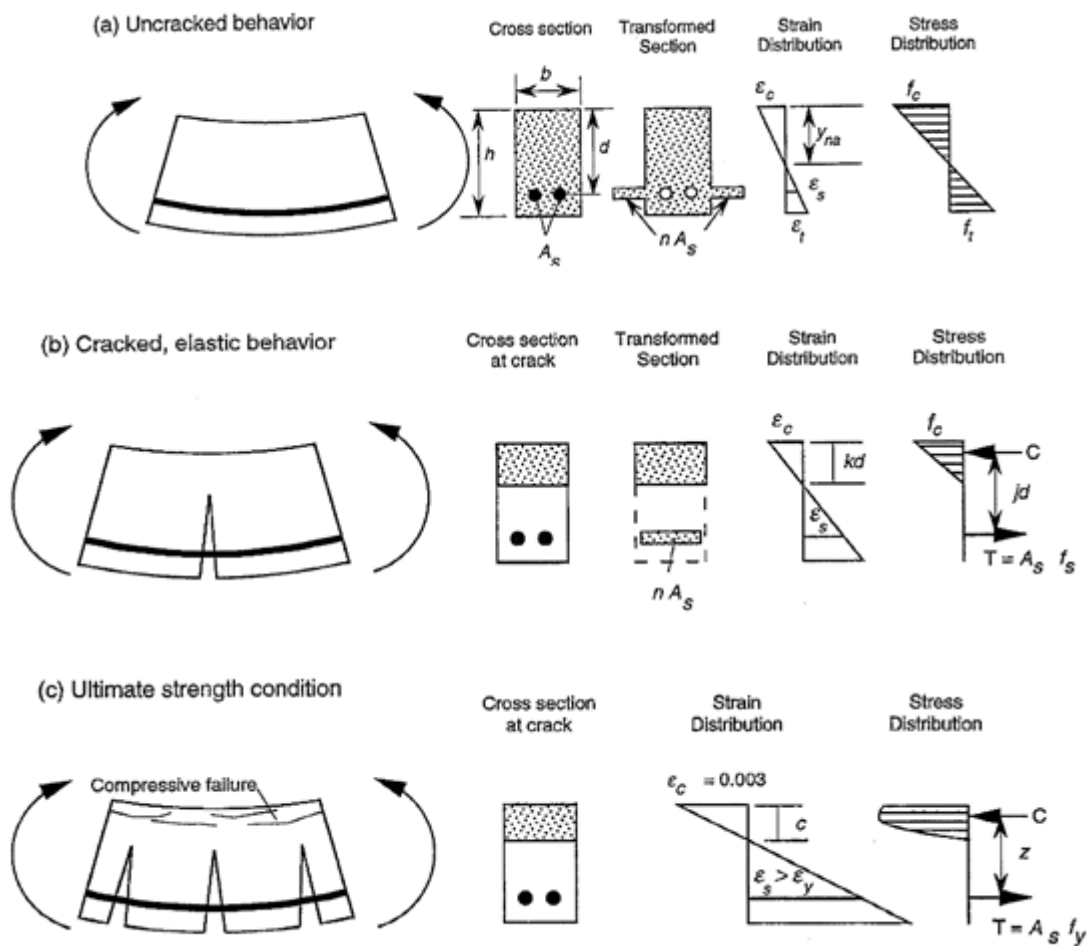 (a) Uncracked behavior
Cross section
Transformed
Section
Strain
Distribution
Stress
Distribution
b
h
d
A_s
n A_s
ε_c
y_na
ε_s
ε_t
f_c
f_t
(b) Cracked, elastic behavior
Cross section
at crack
Transformed
Section
Strain
Distribution
Stress
Distribution
n A_s
ε_c
kd
ε_s
f_c
C
jd
T = A_s f_s
(c) Ultimate strength condition
Cross section
at crack
Strain
Distribution
Stress
Distribution
Compressive failure
ε_c = 0.003
c
ε_s > ε_y
C
z
T = A_s f_y